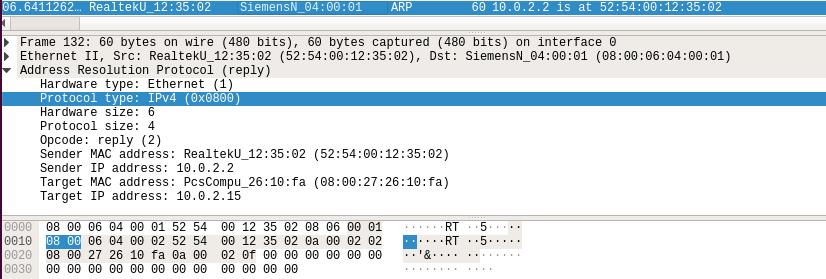 06.6411262… RealtekU_12:35:02 SiemensN_04:00:01 ARP 60 10.0.2.2 is at 52:54:00:12:35:02
Frame 132: 60 bytes on wire (480 bits), 60 bytes captured (480 bits) on interface 0
Ethernet II, Src: RealtekU_12:35:02 (52:54:00:12:35:02), Dst: SiemensN_04:00:01 (08:00:06:04:00:01)
Address Resolution Protocol (reply)
Hardware type: Ethernet (1)
Protocol type: IPv4 (0x0800)
Hardware size: 6
Protocol size: 4
Opcode: reply (2)
Sender MAC address: RealtekU_12:35:02 (52:54:00:12:35:02)
Sender IP address: 10.0.2.2
Target MAC address: PcsCompu_26:10:fa (08:00:27:26:10:fa)
Target IP address: 10.0.2.15
0000 08 00 06 04 00 01 52 54 00 12 35 02 08 06 00 01 ······RT ··5·····
0010 08 00 06 04 00 02 52 54 00 12 35 02 0a 00 02 02 ······RT ··5·····
0020 08 00 27 26 10 fa 0a 00 02 0f 00 00 00 00 00 00 ··'&···· ········
0030 00 00 00 00 00 00 00 00 00 00 00 00 ········ ····